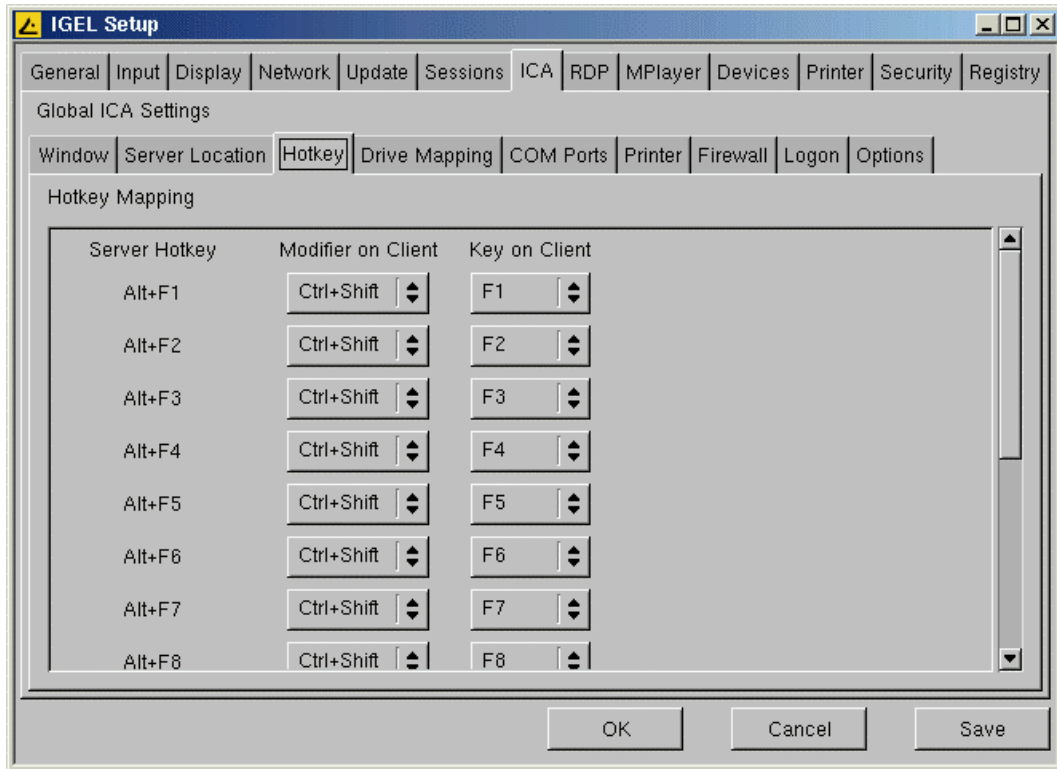 IGEL Setup
General Input Display Network Update Sessions ICA RDP MPlayer Devices Printer Security Registry
Global ICA Settings
Window Server Location Hotkey Drive Mapping COM Ports Printer Firewall Logon Options
Hotkey Mapping
Server Hotkey Modifier on Client Key on Client
Alt+F1 Ctrl+Shift F1
Alt+F2 Ctrl+Shift F2
Alt+F3 Ctrl+Shift F3
Alt+F4 Ctrl+Shift F4
Alt+F5 Ctrl+Shift F5
Alt+F6 Ctrl+Shift F6
Alt+F7 Ctrl+Shift F7
Alt+F8 Ctrl+Shift F8
OK Cancel Save